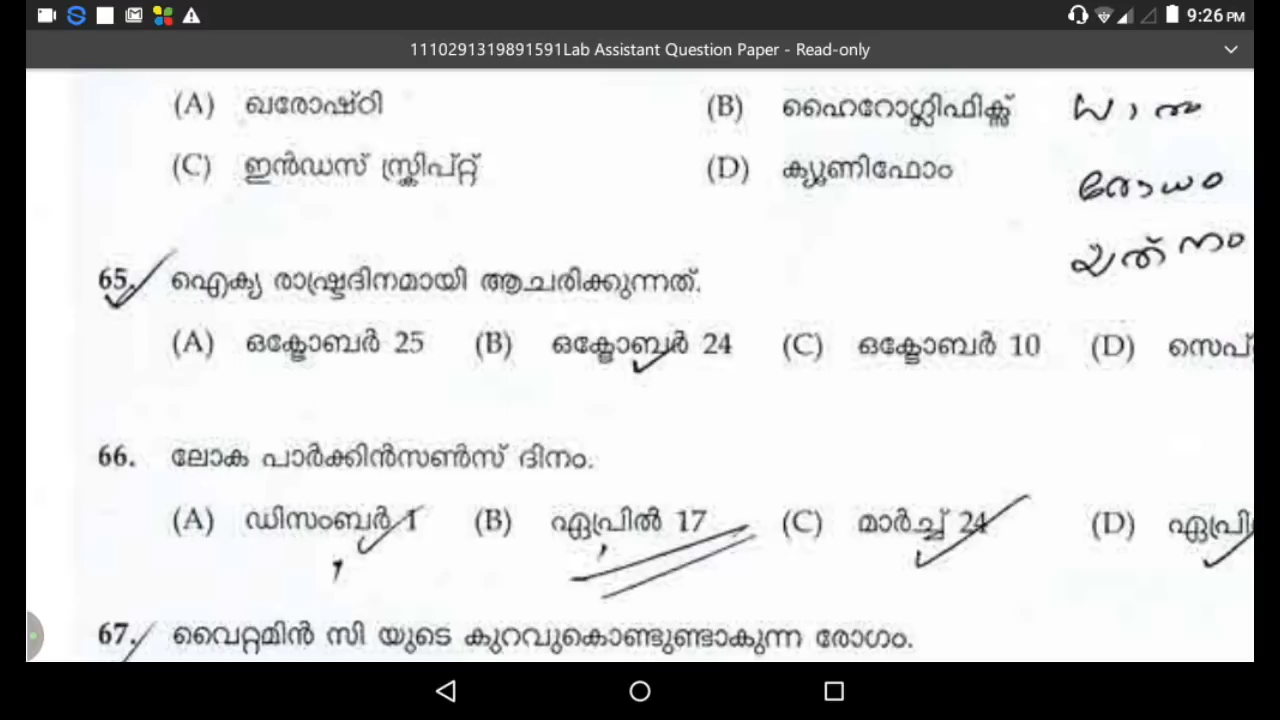 9:26 PM
1110291319891591Lab Assistant Question Paper - Read-only
(A) ഖരോഷ്ഠി (B) ഹൈറോഗ്ലിഫിക്സ്
(C) ഇൻഡസ് സ്ക്രിപ്റ്റ് (D) ക്യൂണിഫോം
രോധം
യത്നം
65. ഐക്യ രാഷ്ട്രദിനമായി ആചരിക്കുന്നത്.
(A) ഒക്ടോബർ 25 (B) ഒക്ടോബർ 24 (C) ഒക്ടോബർ 10 (D) സെപ്
66. ലോക പാർക്കിൻസൺസ് ദിനം.
(A) ഡിസംബർ 1 (B) ഏപ്രിൽ 17 (C) മാർച്ച് 24 (D) ഏപ്രി
67. വൈറ്റമിൻ സി യുടെ കുറവുകൊണ്ടുണ്ടാകുന്ന രോഗം.